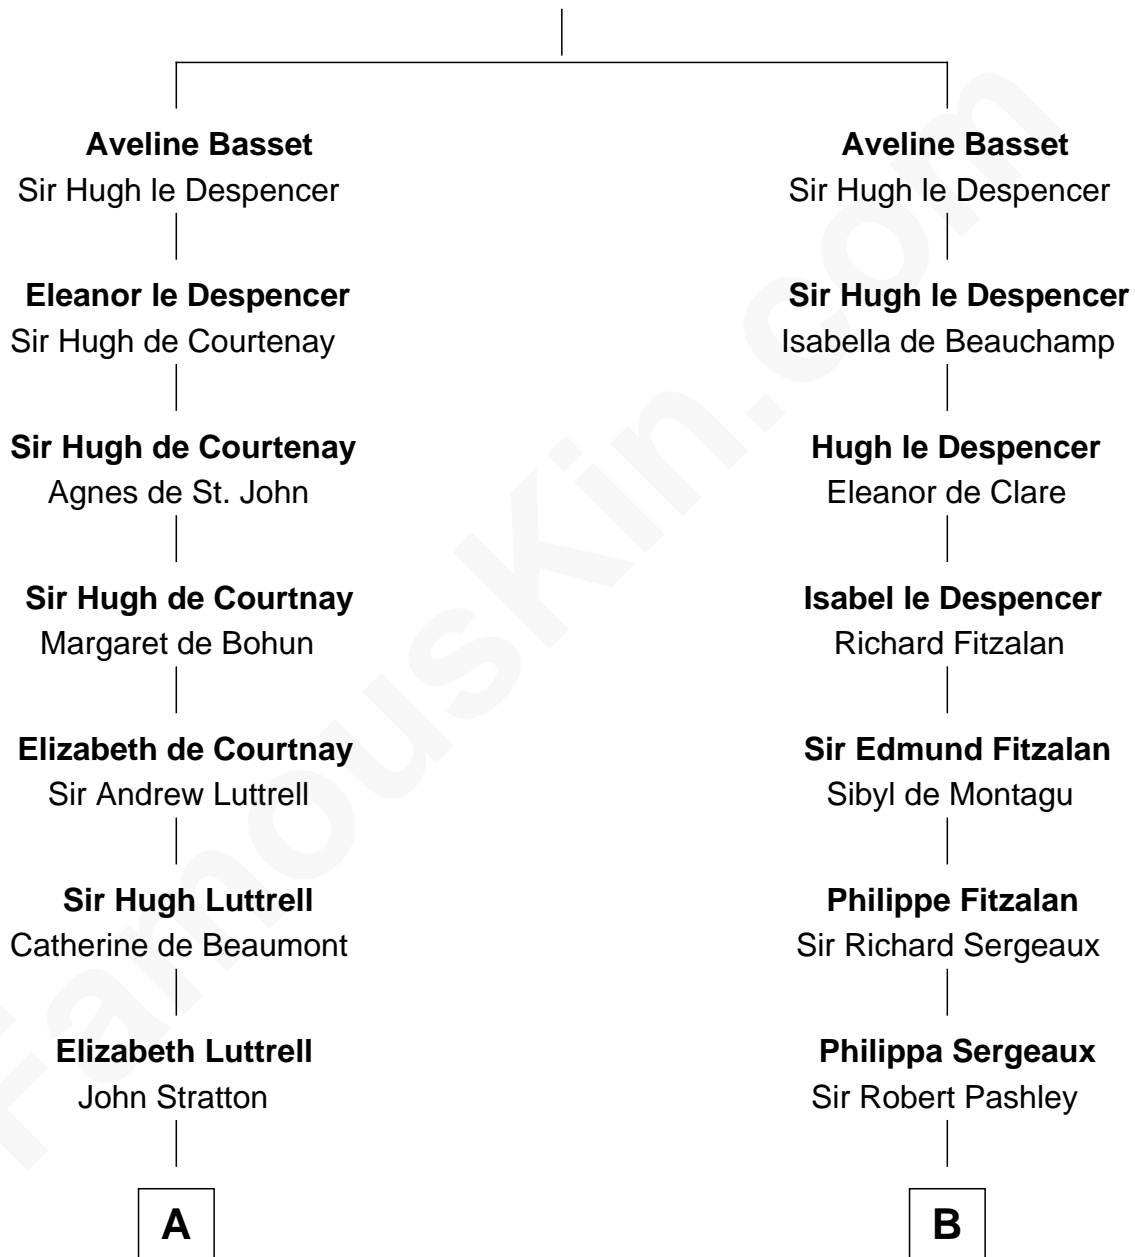 Aveline Basset
Sir Hugh le Despencer
Eleanor le Despencer
Sir Hugh de Courtenay
Sir Hugh de Courtenay
Agnes de St. John
Sir Hugh de Courtnay
Margaret de Bohun
Elizabeth de Courtnay
Sir Andrew Luttrell
Sir Hugh Luttrell
Catherine de Beaumont
Elizabeth Luttrell
John Stratton
A
Aveline Basset
Sir Hugh le Despencer
Sir Hugh le Despencer
Isabella de Beauchamp
Hugh le Despencer
Eleanor de Clare
Isabel le Despencer
Richard Fitzalan
Sir Edmund Fitzalan
Sibyl de Montagu
Philippe Fitzalan
Sir Richard Sergeaux
Philippa Sergeaux
Sir Robert Pashley
B
FamousKin.com